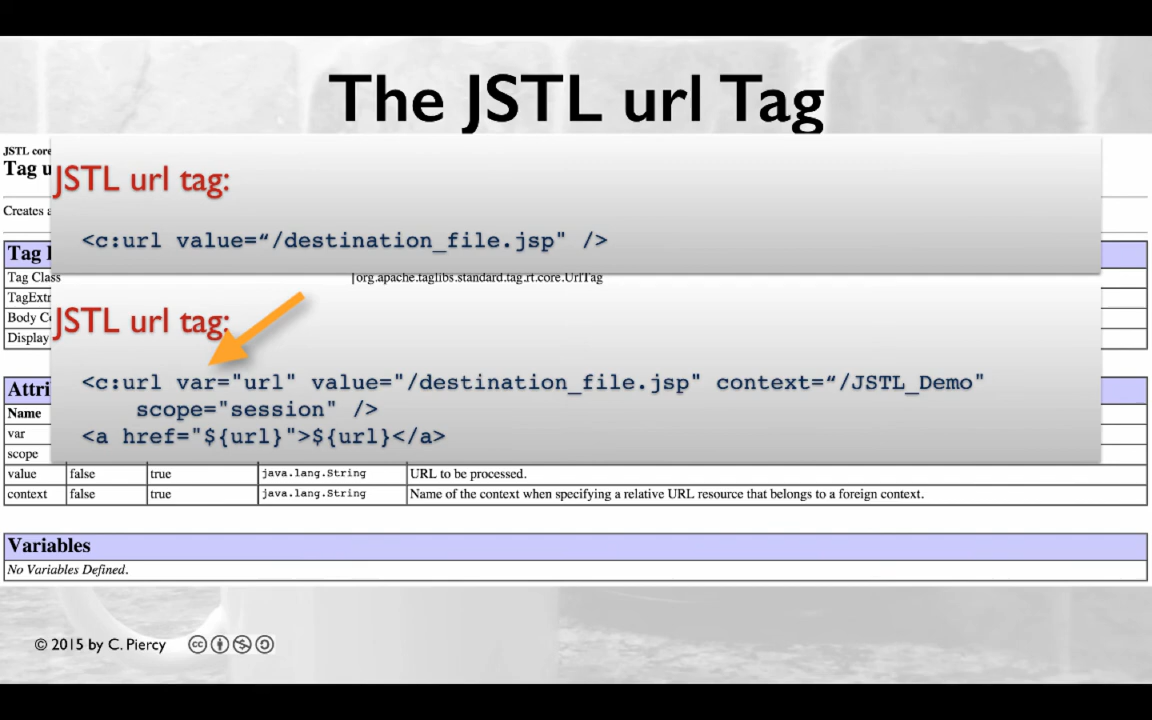 The JSTL url Tag
JSTL core
Tag u
Creates a
JSTL url tag:
<c:url value=“/destination_file.jsp" />
Tag
Tag Class org.apache.taglibs.standard.tag.rt.core.UrlTag
TagExtr
Body Co
Display
JSTL url tag:
<c:url var="url" value="/destination_file.jsp" context=“/JSTL_Demo"
scope="session" />
<a href="${url}">${url}</a>
Attri
Name
var
scope
value false true java.lang.String URL to be processed.
context false true java.lang.String Name of the context when specifying a relative URL resource that belongs to a foreign context.
Variables
No Variables Defined.
© 2015 by C. Piercy